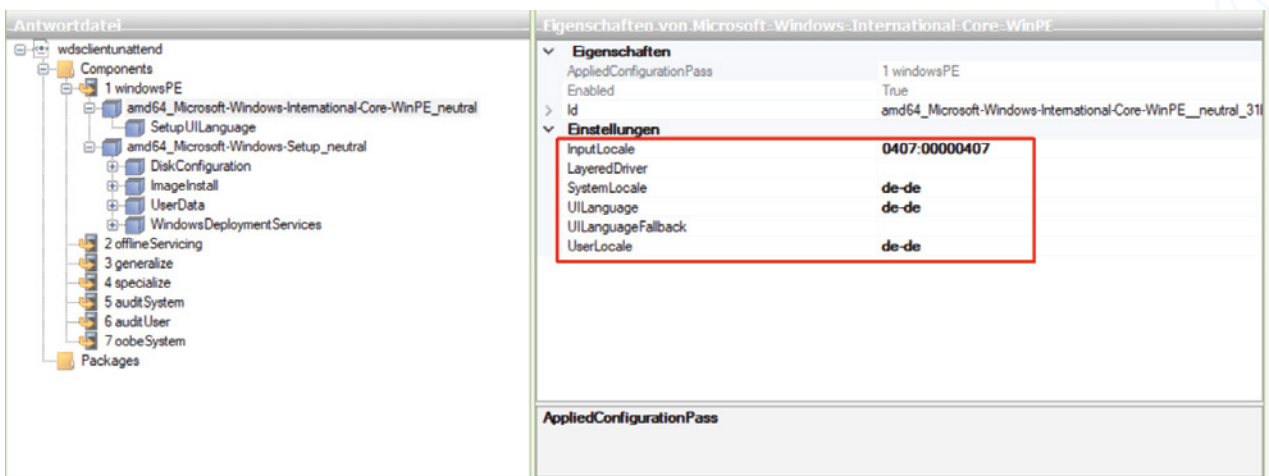 Antwortdatei
wdsclientunattend
Components
1 windowsPE
amd64_Microsoft-Windows-International-Core-WinPE_neutral
SetupUILanguage
amd64_Microsoft-Windows-Setup_neutral
DiskConfiguration
ImageInstall
UserData
WindowsDeploymentServices
2 offlineServicing
3 generalize
4 specialize
5 auditSystem
6 auditUser
7 oobeSystem
Packages
Eigenschaften von Microsoft-Windows-International-Core-WinPE
Eigenschaften
AppliedConfigurationPass 1 windowsPE
Enabled True
Id amd64_Microsoft-Windows-International-Core-WinPE__neutral_31
Einstellungen
InputLocale 0407:00000407
LayeredDriver
SystemLocale de-de
UILanguage de-de
UILanguageFallback
UserLocale de-de
AppliedConfigurationPass